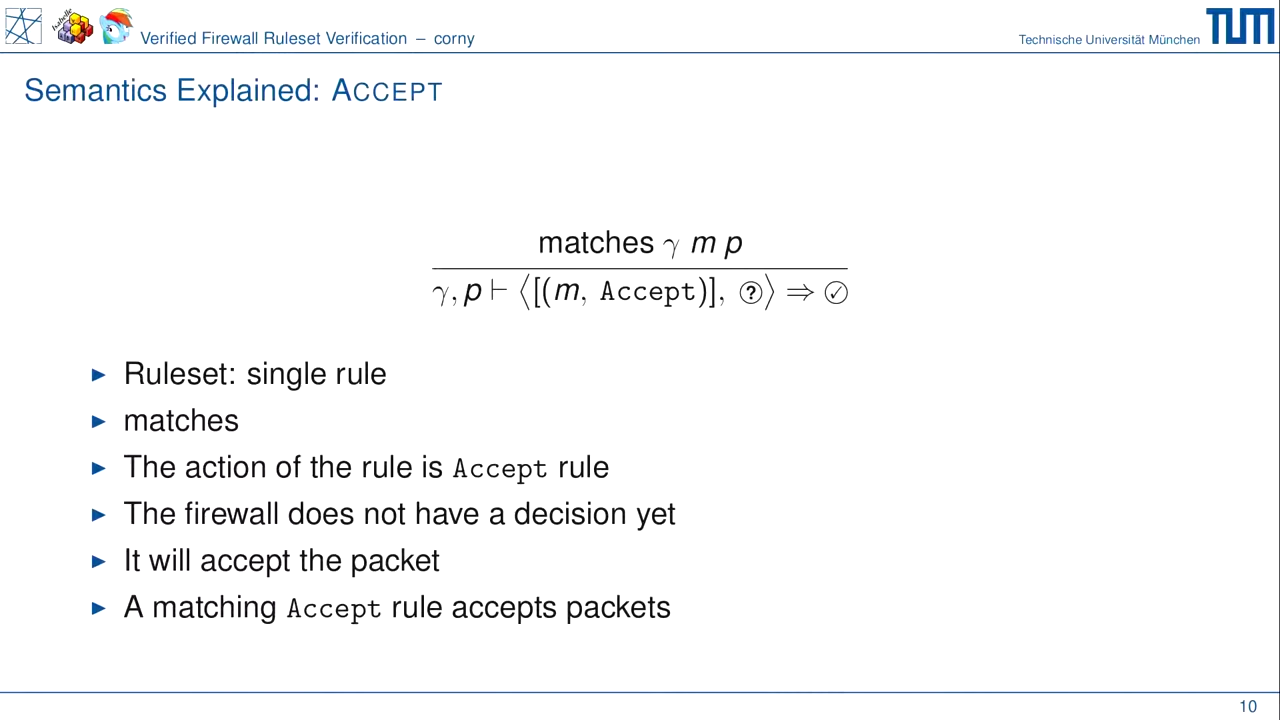 Isabelle
Verified Firewall Ruleset Verification – corny
Technische Universität München
TUM
Semantics Explained: ACCEPT
matches γ m p
γ, p ⊢ ⟨[(m, Accept)], ?⟩ ⇒ ✓
▶ Ruleset: single rule
▶ matches
▶ The action of the rule is Accept rule
▶ The firewall does not have a decision yet
▶ It will accept the packet
▶ A matching Accept rule accepts packets
10